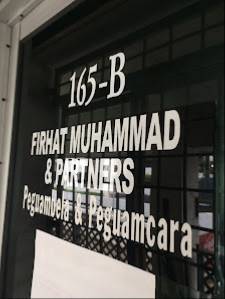 165-B
FIRHAT MUHAMMAD
& PARTNERS
Peguambela & Peguamcara